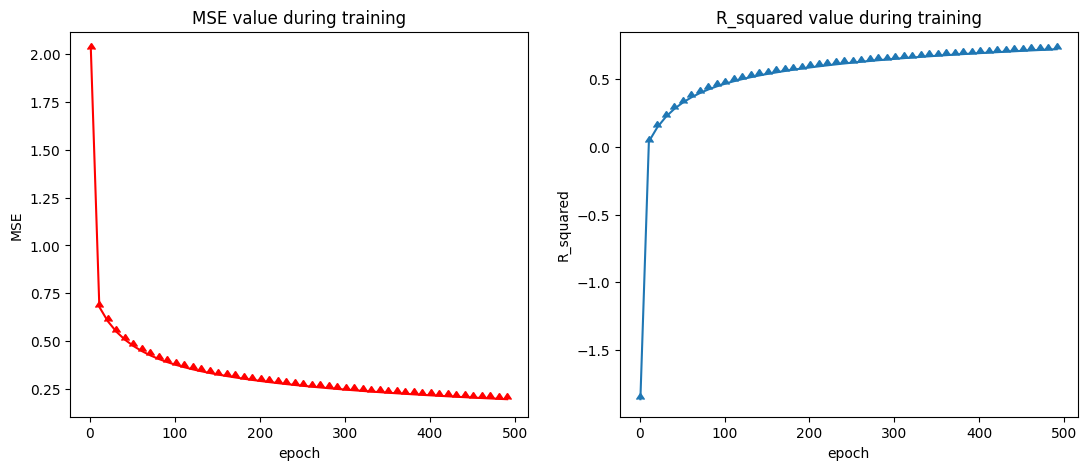 MSE value during training
2.00
1.75
1.50
1.25
1.00
0.75
0.50
0.25
MSE
0 100 200 300 400 500
epoch
R_squared value during training
0.5
0.0
−0.5
−1.0
−1.5
R_squared
0 100 200 300 400 500
epoch